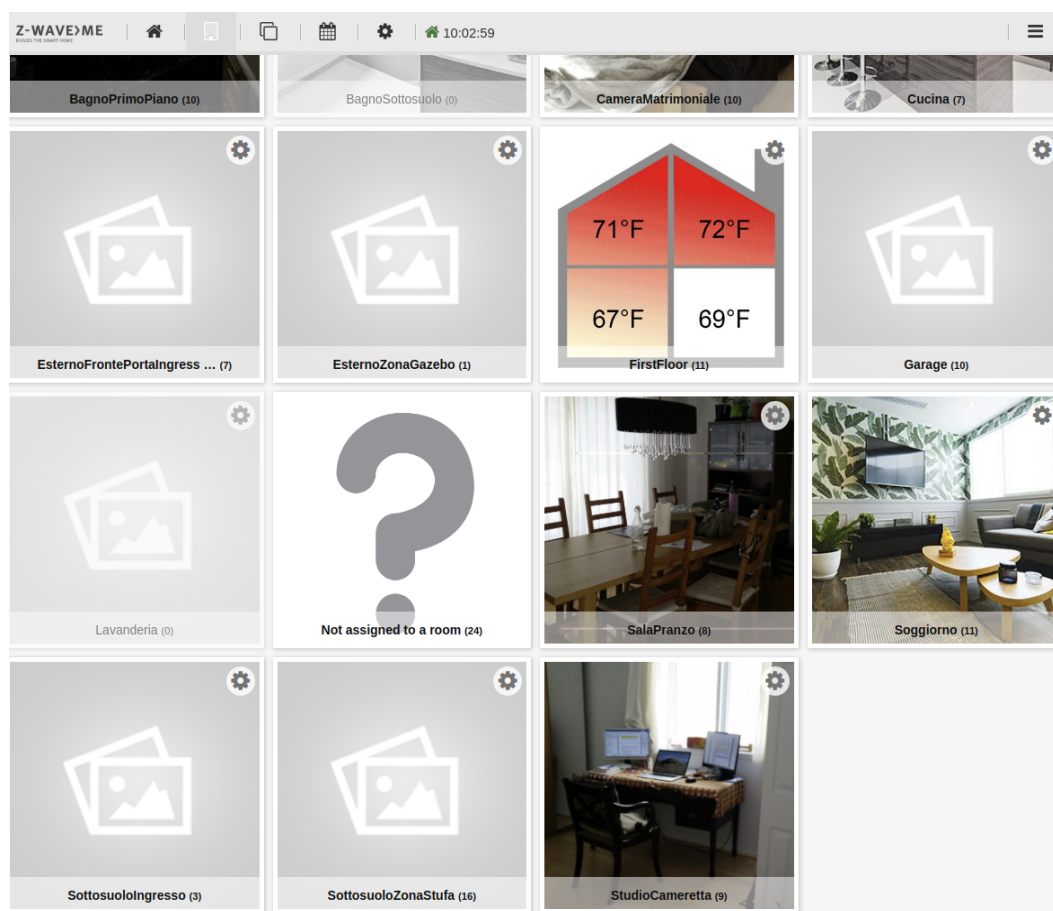 Z-WAVE>ME
BUILDS THE SMART HOME
10:02:59
BagnoPrimoPiano (10)
BagnoSottosuolo (0)
CameraMatrimoniale (10)
Cucina (7)
71°F
72°F
67°F
69°F
EsternoFrontePortaIngress ... (7)
EsternoZonaGazebo (1)
FirstFloor (11)
Garage (10)
Lavanderia (0)
Not assigned to a room (24)
SalaPranzo (8)
Soggiorno (11)
SottosuoloIngresso (3)
SottosuoloZonaStufa (16)
StudioCameretta (9)